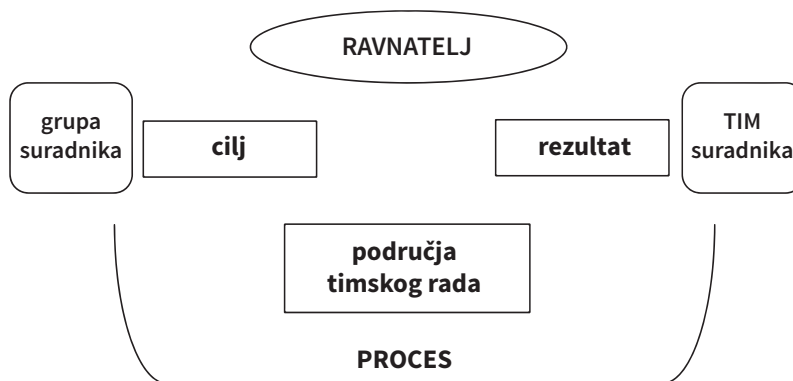 RAVNATELJ
grupa
suradnika
cilj
rezultat
TIM
suradnika
područja
timskog rada
PROCES